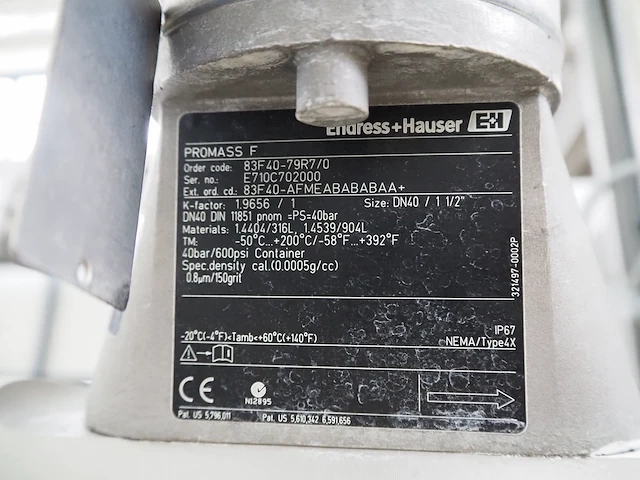 Endress+Hauser E+H
PROMASS F
Order code: 83F40-79R7/0
Ser. no.: E710C702000
Ext. ord. cd.: 83F40-AFMEABABABAA+
K-factor: 1.9656 / 1 Size: DN40 / 1 1/2"
DN40 DIN 11851 pnom =PS=40bar
Materials: 1.4404/316L, 1.4539/904L
TM: -50°C...+200°C/-58°F...+392°F
40bar/600psi Container
Spec.density cal.(0.0005g/cc)
0.8µm/150grit
321497-0002P
IP67
-20°C(-4°F)<Tamb<+60°C(+140°F) NEMA/Type4X
CE
N12895
Pat. US 5,796,011 Pat. US 5,610,342 6,591,656